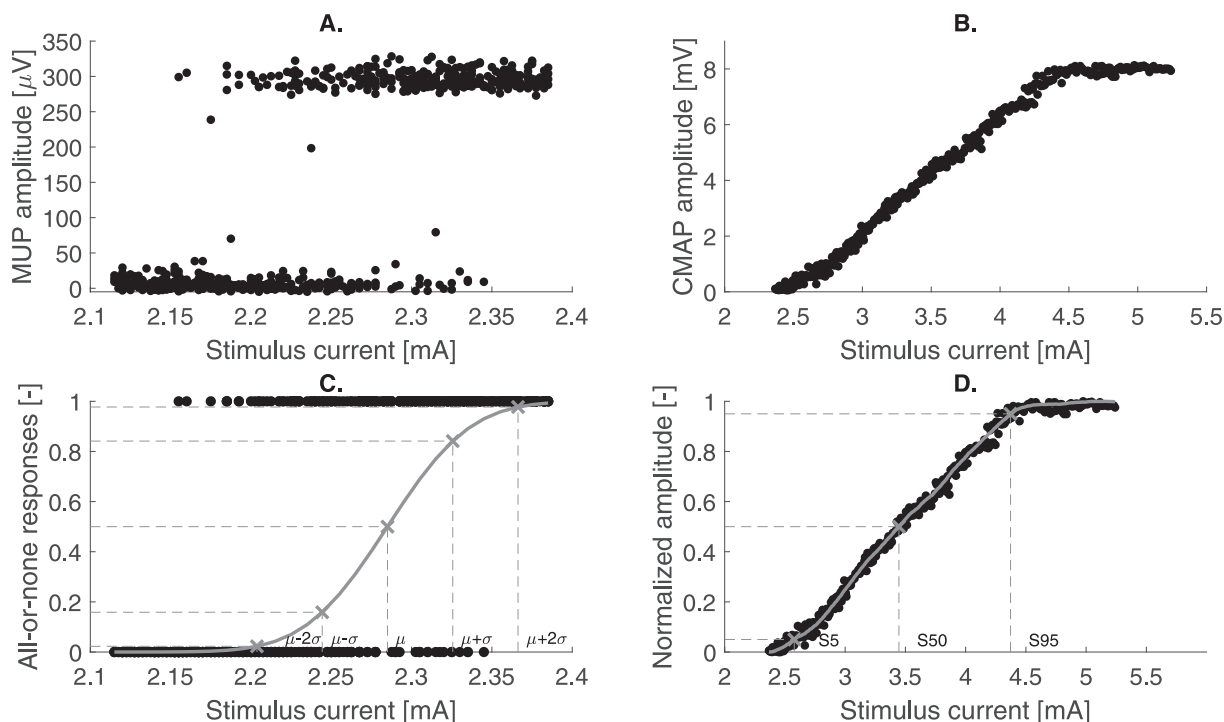 A.
MUP amplitude [μV]
350
300
250
200
150
100
50
0
2.1 2.15 2.2 2.25 2.3 2.35 2.4
Stimulus current [mA]
B.
CMAP amplitude [mV]
8
6
4
2
0
2 2.5 3 3.5 4 4.5 5 5.5
Stimulus current [mA]
C.
All-or-none responses [-]
1
0.8
0.6
0.4
0.2
0
μ-2σ μ-σ μ μ+σ μ+2σ
2.1 2.15 2.2 2.25 2.3 2.35 2.4
Stimulus current [mA]
D.
Normalized amplitude [-]
1
0.8
0.6
0.4
0.2
0
S5 S50 S95
2 2.5 3 3.5 4 4.5 5 5.5
Stimulus current [mA]